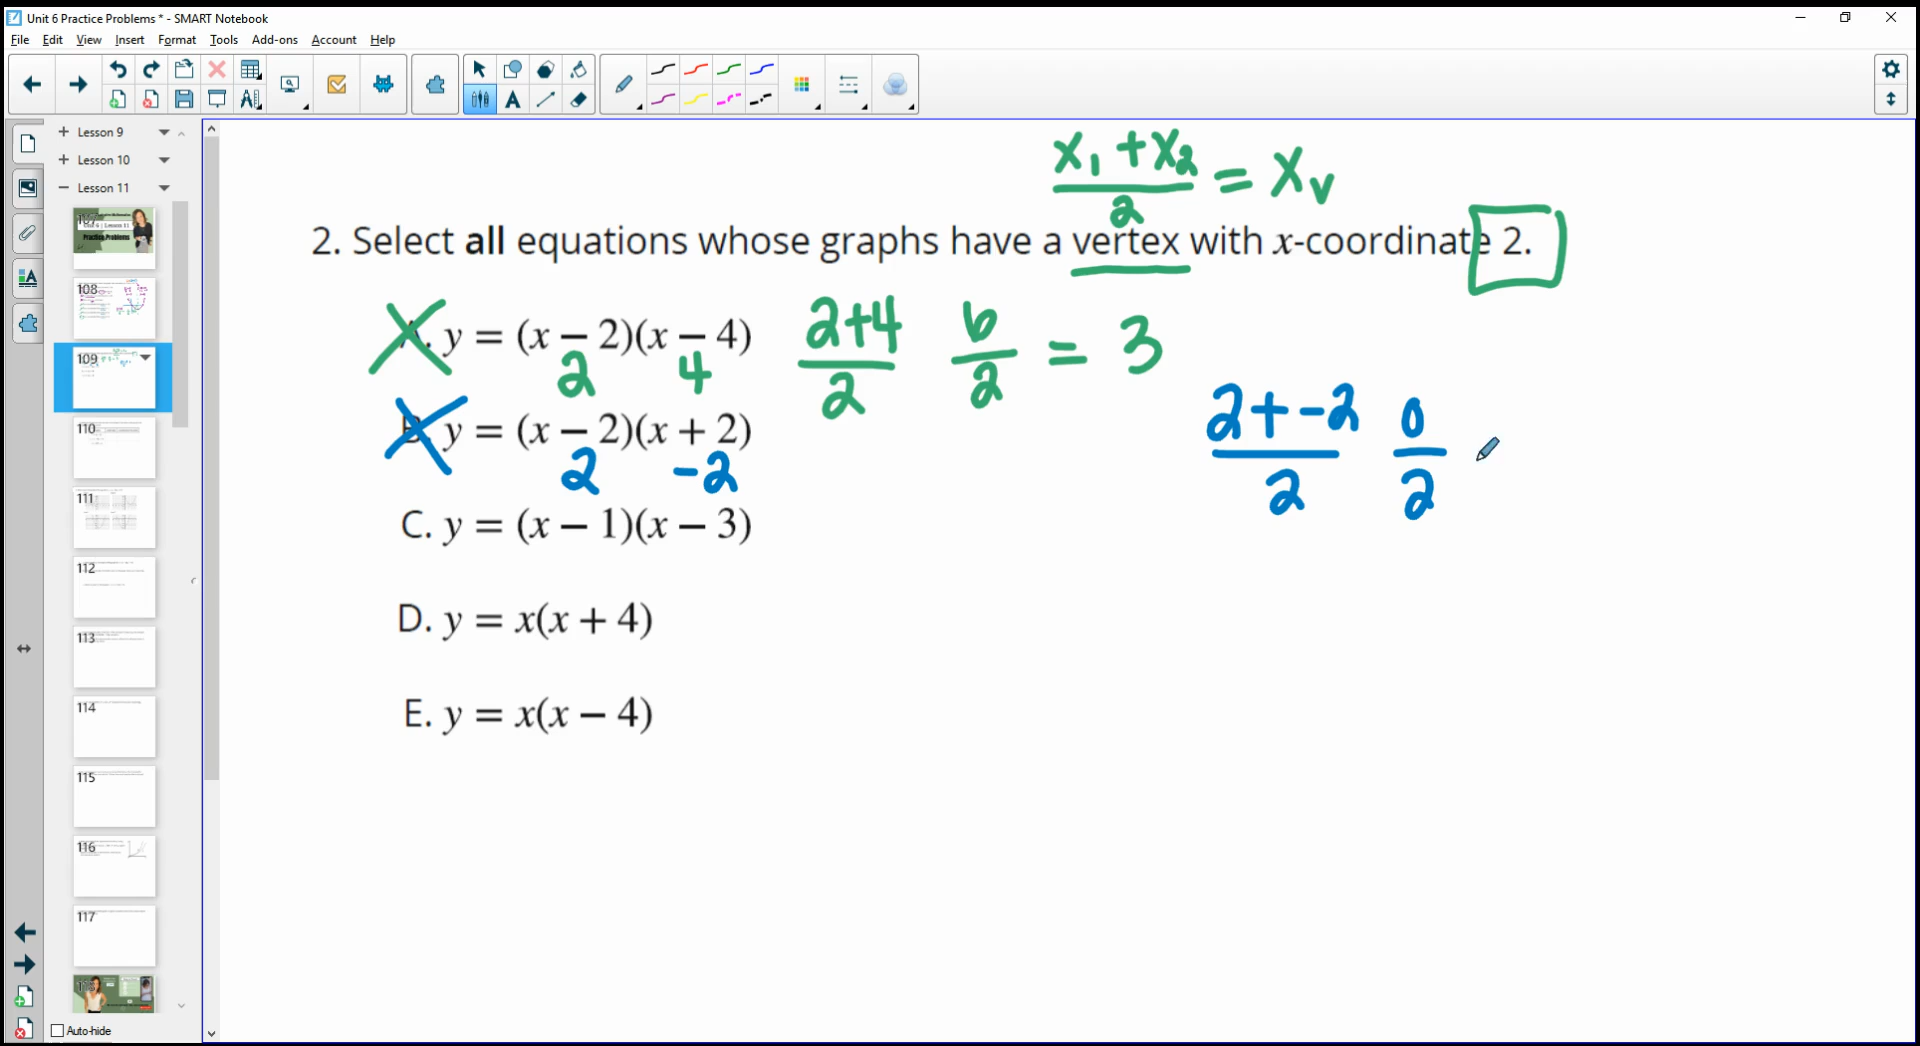 Unit 6 Practice Problems * - SMART Notebook
File Edit View Insert Format Tools Add-ons Account Help
+ Lesson 9
+ Lesson 10
− Lesson 11
107
Practice Problems
108
109
110
111
112
113
114
115
116
117
Auto-hide
x₁ + x₂ / 2 = xᵥ
2. Select all equations whose graphs have a vertex with x-coordinate 2.
A. y = (x − 2)(x − 4) 2+4 / 2 6 / 2 = 3
2 4
B. y = (x − 2)(x + 2) 2+-2 / 2 0 / 2
2 -2
C. y = (x − 1)(x − 3)
D. y = x(x + 4)
E. y = x(x − 4)